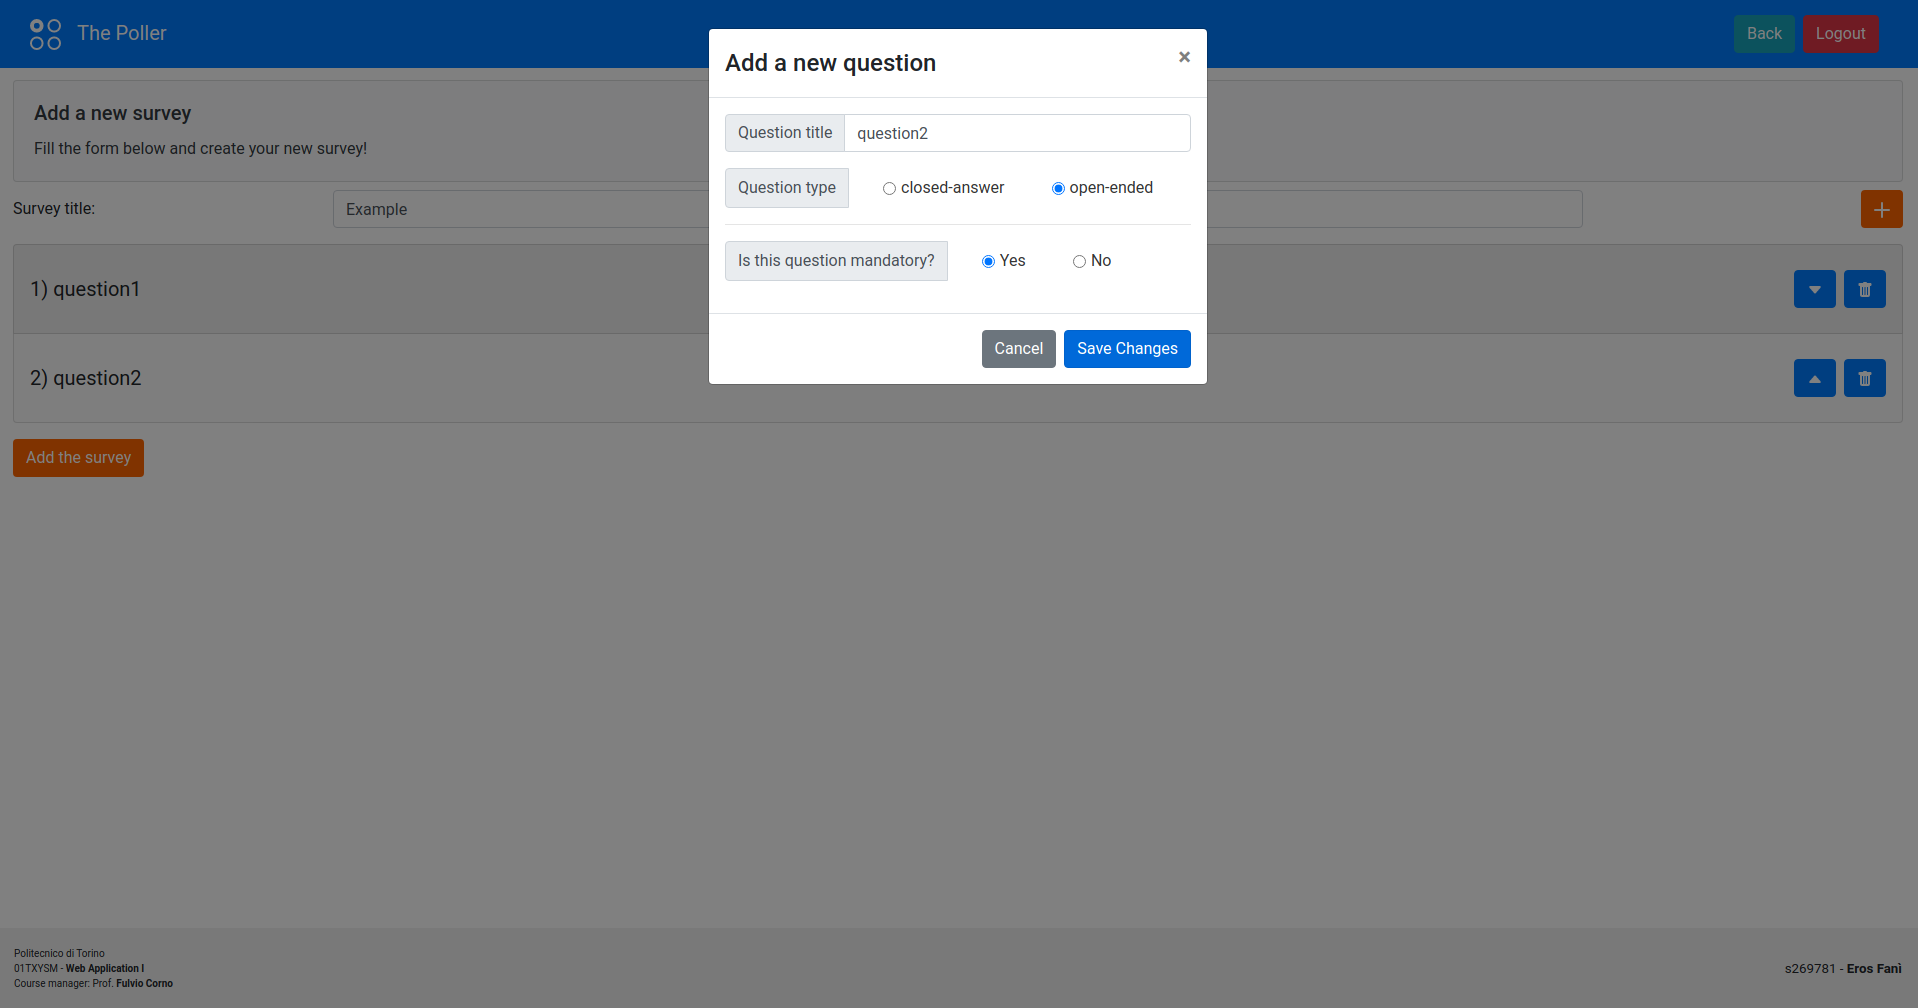 The Poller
Back
Logout
Add a new question
×
Add a new survey
Fill the form below and create your new survey!
Question title
question2
Question type
closed-answer
open-ended
Survey title:
Example
Is this question mandatory?
Yes
No
1) question1
Cancel
Save Changes
2) question2
Add the survey
Politecnico di Torino
01TXYSM - Web Application I
Course manager: Prof. Fulvio Corno
s269781 - Eros Fanì